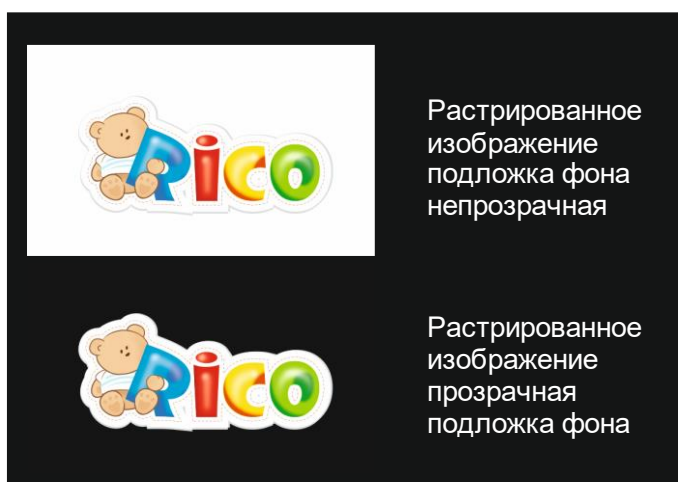 Rico
Растрированное
изображение
подложка фона
непрозрачная
Rico
Растрированное
изображение
прозрачная
подложка фона